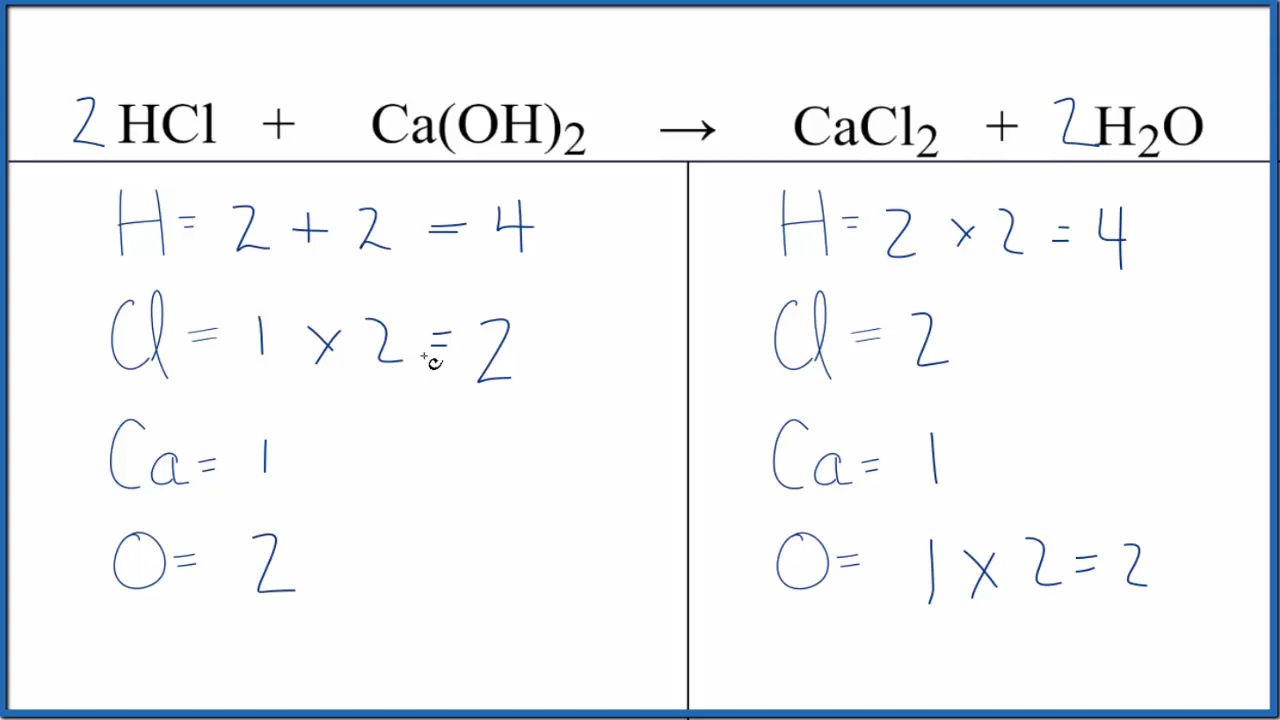 2 HCl + Ca(OH)₂ → CaCl₂ + 2 H₂O
H = 2 + 2 = 4
Cl = 1 x 2 = 2
Ca = 1
O = 2
H = 2 x 2 = 4
Cl = 2
Ca = 1
O = 1 x 2 = 2